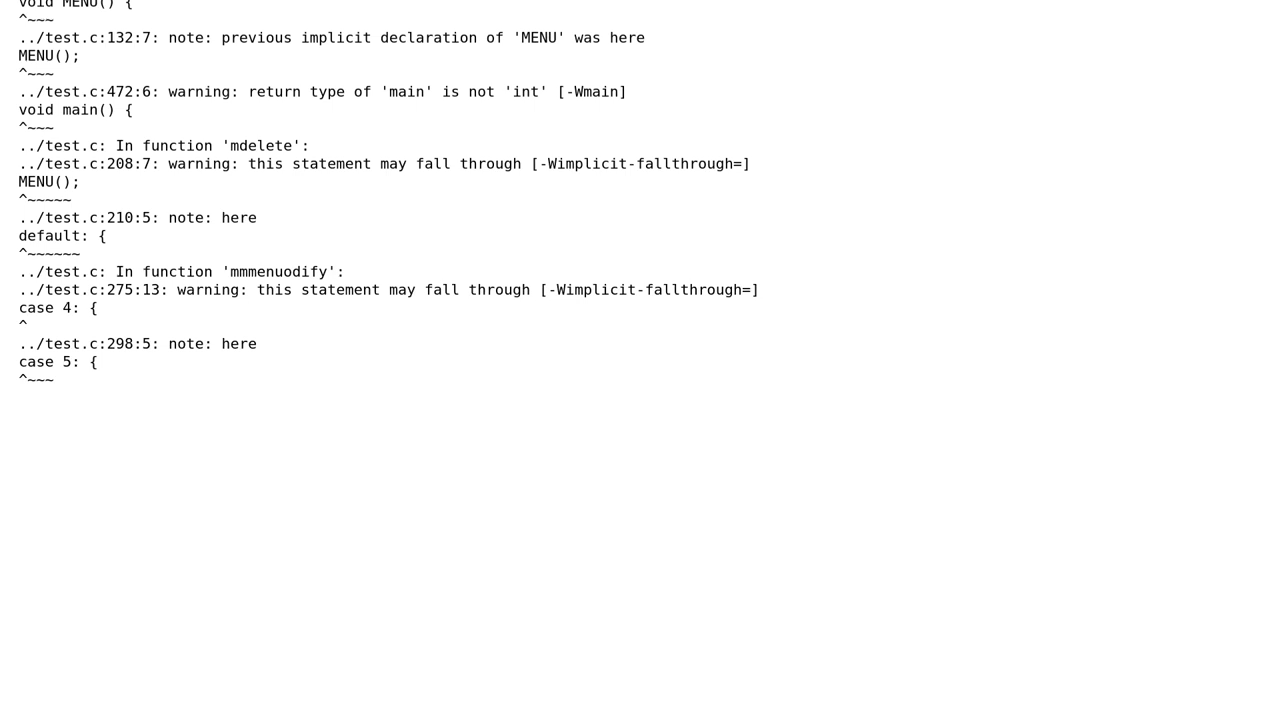 void MENU() {
^~~~
../test.c:132:7: note: previous implicit declaration of 'MENU' was here
MENU();
^~~~
../test.c:472:6: warning: return type of 'main' is not 'int' [-Wmain]
void main() {
^~~~
../test.c: In function 'mdelete':
../test.c:208:7: warning: this statement may fall through [-Wimplicit-fallthrough=]
MENU();
^~~~~~
../test.c:210:5: note: here
default: {
^~~~~~~
../test.c: In function 'mmmenuodify':
../test.c:275:13: warning: this statement may fall through [-Wimplicit-fallthrough=]
case 4: {
^
../test.c:298:5: note: here
case 5: {
^~~~